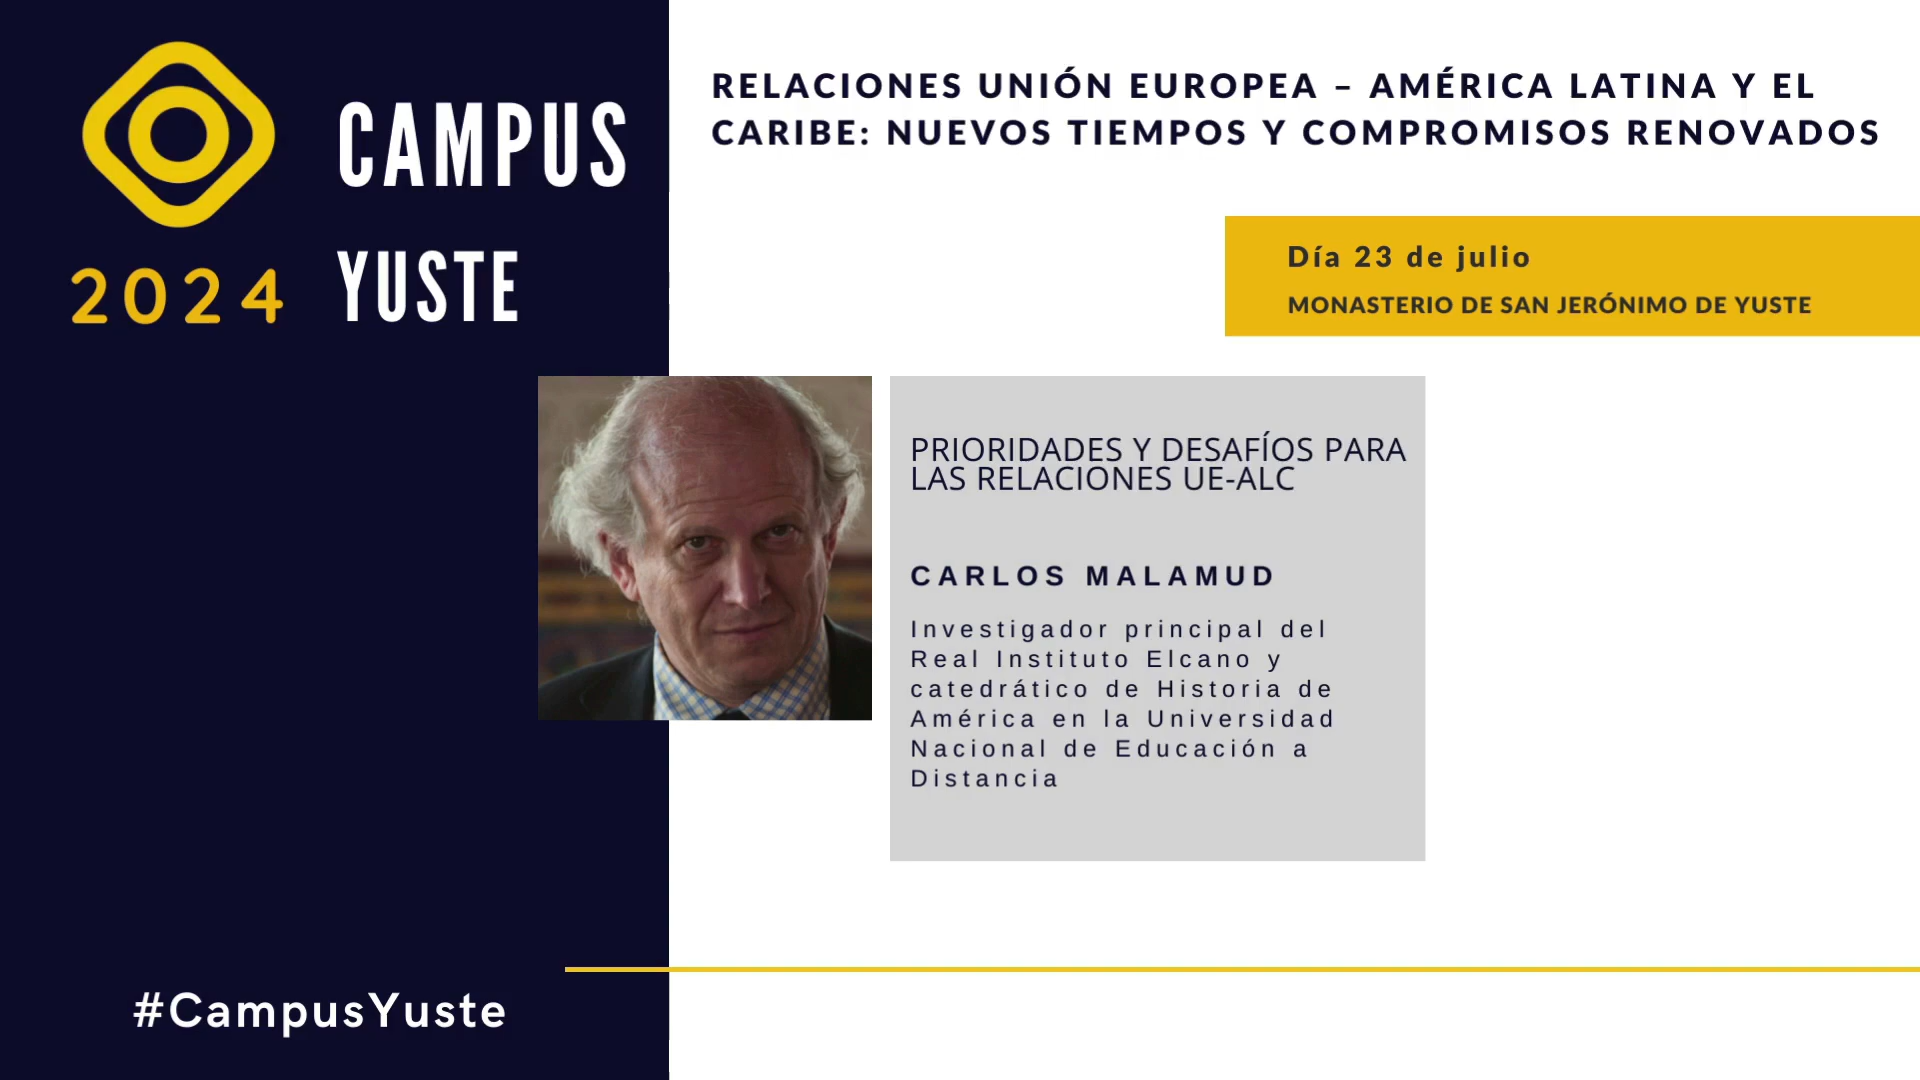 CAMPUS
YUSTE
2024
RELACIONES UNIÓN EUROPEA – AMÉRICA LATINA Y EL
CARIBE: NUEVOS TIEMPOS Y COMPROMISOS RENOVADOS
Día 23 de julio
MONASTERIO DE SAN JERÓNIMO DE YUSTE
PRIORIDADES Y DESAFÍOS PARA
LAS RELACIONES UE-ALC
CARLOS MALAMUD
Investigador principal del
Real Instituto Elcano y
catedrático de Historia de
América en la Universidad
Nacional de Educación a
Distancia
#CampusYuste